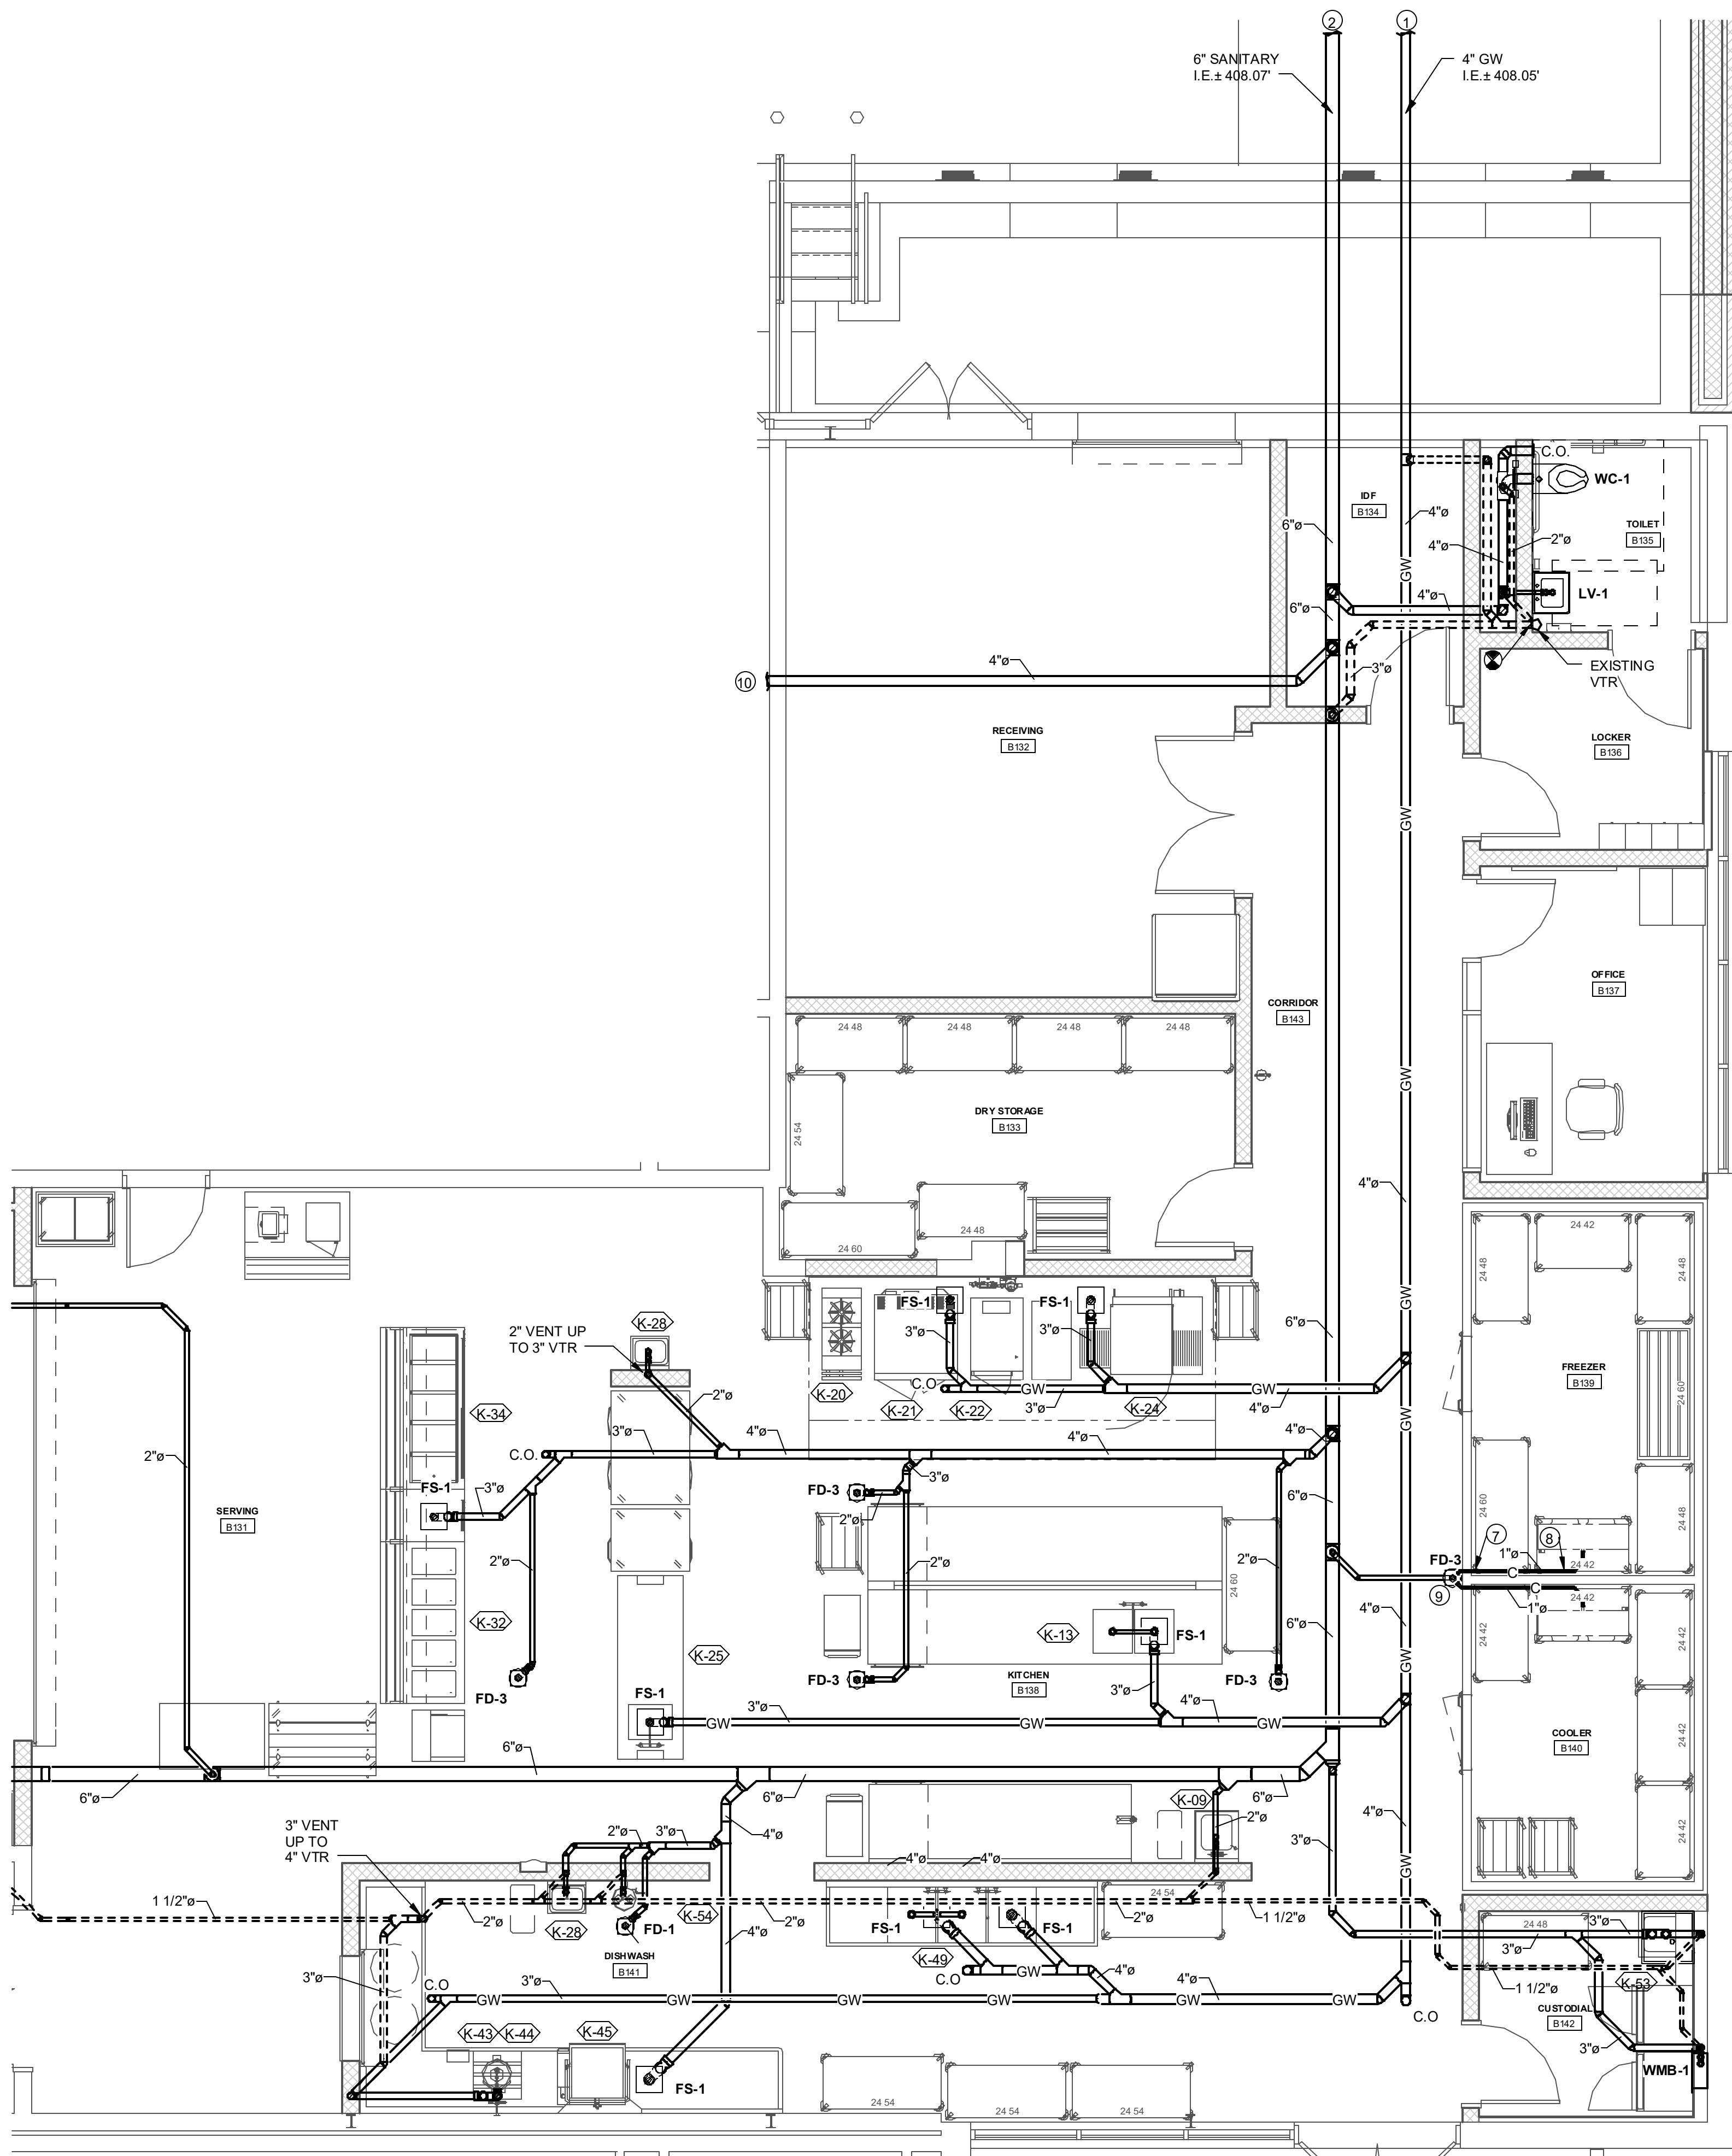 2
1
6" SANITARY
I.E.± 408.07'
4" GW
I.E.± 408.05'
C.O.
WC-1
IDF
B134
6"ø
4"ø
4"ø
2"ø
TOILET
B135
GW
LV-1
6"ø
4"ø
4"ø
3"ø
10
EXISTING
VTR
RECEIVING
B132
LOCKER
B136
GW
OFFICE
B137
CORRIDOR
B143
24 48
24 48
24 48
24 48
GW
DRY STORAGE
B133
24 54
4"ø
24 48
24 60
24 42
24 48
24 48
GW
FS-1
FS-1
3"ø
3"ø
6"ø
K-28
2" VENT UP
TO 3" VTR
FREEZER
B139
C.O
K-20
GW
GW
2"ø
K-21
K-22
3"ø
K-24
4"ø
24 60
K-34
GW
3"ø
4"ø
4"ø
4"ø
C.O.
3"ø
FS-1
3"ø
FD-3
6"ø
24 60
24 48
SERVING
B131
2"ø
2"ø
7
8
2"ø
2"ø
2"ø
FD-3
1"ø
24 42
C
24 60
9
C
24 42
1"ø
K-32
4"ø
6"ø
K-13
FS-1
24 42
24 42
K-25
GW
KITCHEN
B138
FD-3
FD-3
FD-3
FS-1
3"ø
3"ø
4"ø
GW
GW
GW
24 42
COOLER
B140
6"ø
6"ø
6"ø
6"ø
K-09
2"ø
4"ø
24 42
3" VENT
UP TO
4" VTR
2"ø
3"ø
4"ø
3"ø
4"ø
4"ø
GW
1 1/2"ø
24 54
2"ø
K-28
FD-1
K-54
2"ø
FS-1
FS-1
2"ø
1 1/2"ø
24 48
3"ø
4"ø
DISHWASH
B141
K-49
3"ø
3"ø
C.O
GW
4"ø
4"ø
C.O
3"ø
1 1/2"ø
K-53
GW
GW
GW
GW
GW
GW
C.O
CUSTODIAL
B142
K-43
K-44
K-45
3"ø
FS-1
WMB-1
24 54
24 54
24 54